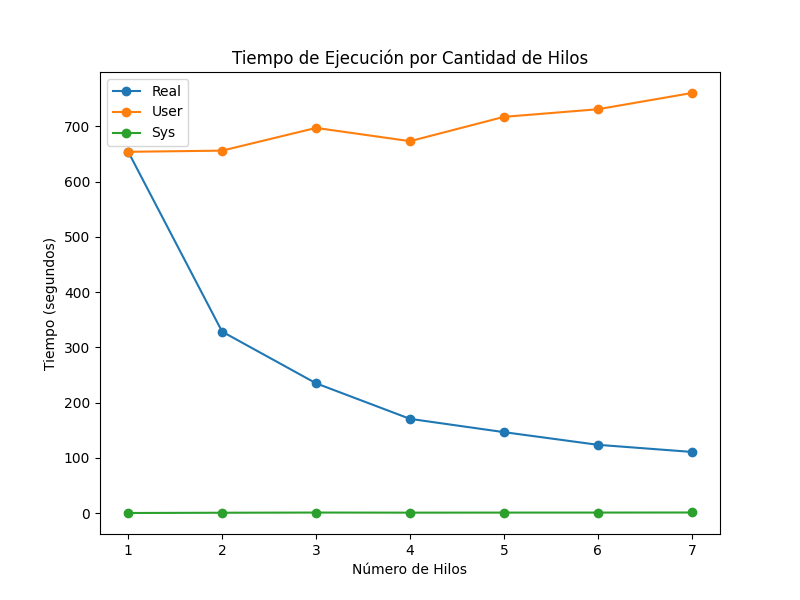 Tiempo de Ejecución por Cantidad de Hilos
Real
User
Sys
700
600
500
400
300
200
100
0
Tiempo (segundos)
1 2 3 4 5 6 7
Número de Hilos